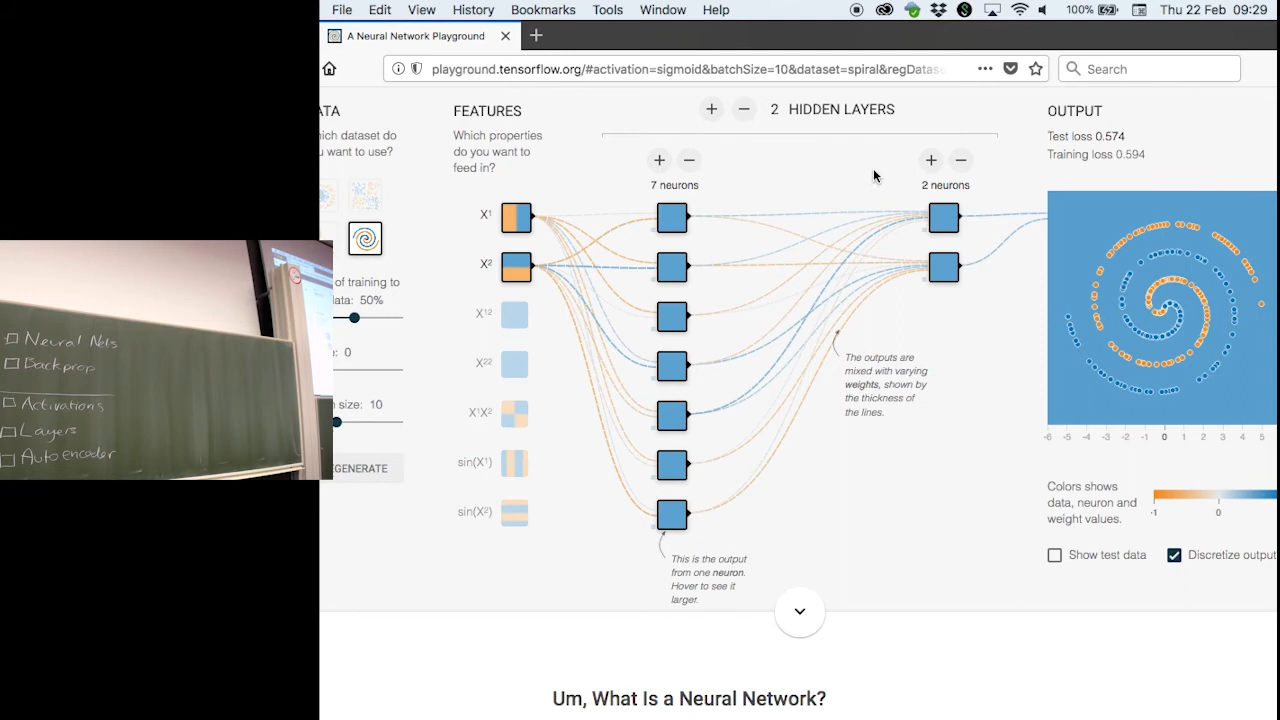 File Edit View History Bookmarks Tools Window Help 100% Thu 22 Feb 09:29
A Neural Network Playground
playground.tensorflow.org/#activation=sigmoid&batchSize=10&dataset=spiral&regDatase
Search
ATA
hich dataset do
u want to use?
of training to
data: 50%
e: 0
h size: 10
EGENERATE
FEATURES
Which properties
do you want to
feed in?
X1
X2
X12
X22
X1X2
sin(X1)
sin(X2)
2 HIDDEN LAYERS
7 neurons
2 neurons
The outputs are
mixed with varying
weights, shown by
the thickness of
the lines.
This is the output
from one neuron.
Hover to see it
larger.
OUTPUT
Test loss 0.574
Training loss 0.594
-6 -5 -4 -3 -2 -1 0 1 2 3 4 5
Colors shows
data, neuron and
weight values.
-1 0
Show test data
Discretize output
Um, What Is a Neural Network?
Neural Nets
Backprop
Activations
Layers
Autoencoder